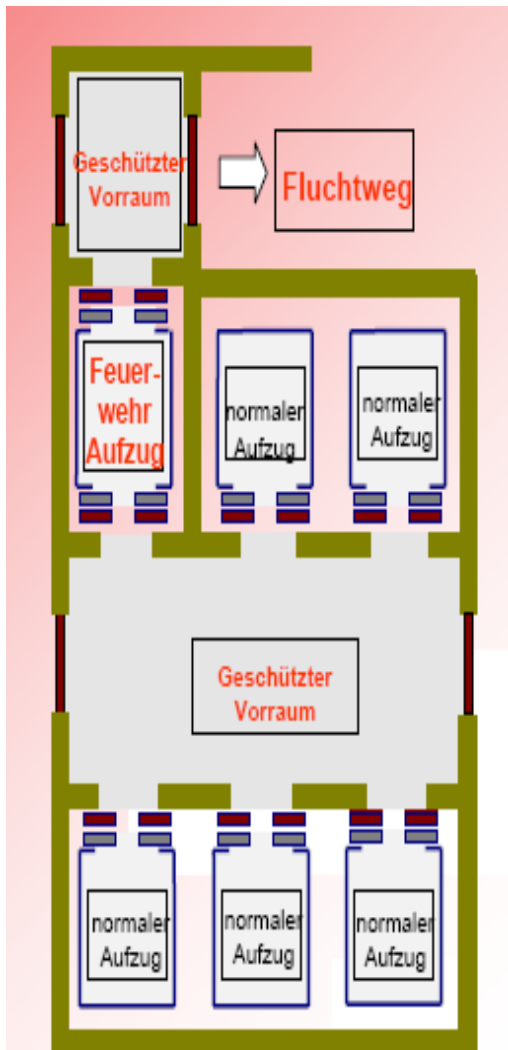 Geschützter
Vorraum
Fluchtweg
Feuer-
wehr
Aufzug
normaler
Aufzug
normaler
Aufzug
Geschützter
Vorraum
normaler
Aufzug
normaler
Aufzug
normaler
Aufzug